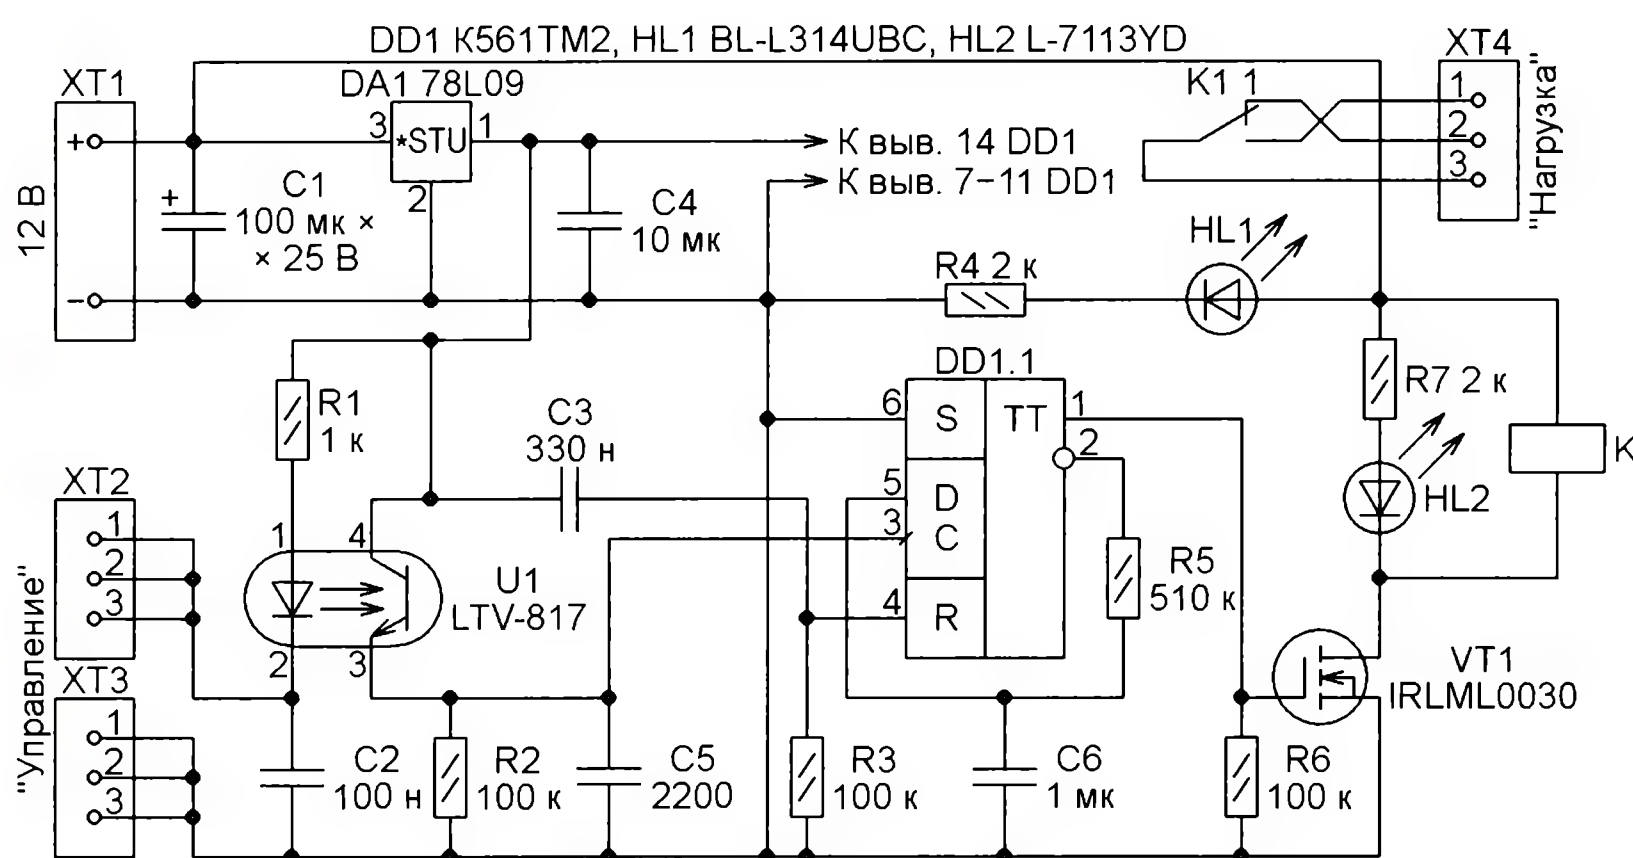 DD1 К561ТМ2, HL1 BL-L314UBC, HL2 L-7113YD
XT1
+
−
12 В
DA1 78L09
3
*STU
1
2
+
C1
100 мк ×
× 25 В
C4
10 мк
К выв. 14 DD1
К выв. 7−11 DD1
K1 1
XT4
1
2
3
"Нагрузка"
HL1
R4 2 к
R7 2 к
HL2
K
DD1.1
6
S
TT
1
2
5
D
3
C
4
R
R5
510 к
R1
1 к
C3
330 н
XT2
1
2
3
"Управление"
XT3
1
2
3
1
4
U1
LTV-817
2
3
C2
100 н
R2
100 к
C5
2200
R3
100 к
C6
1 мк
R6
100 к
VT1
IRLML0030